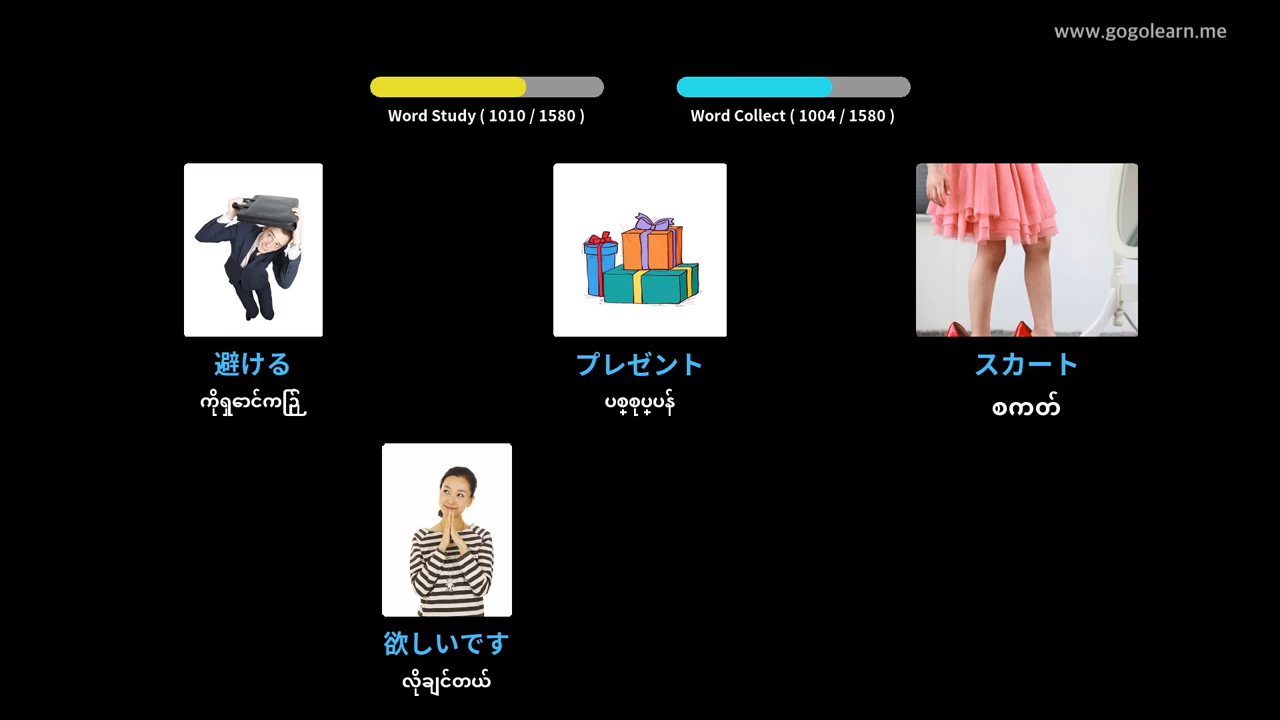 www.gogolearn.me
Word Study ( 1010 / 1580 )
Word Collect ( 1004 / 1580 )
避ける
プレゼント
スカート
ကိုရှောင်ကြဉ်
ပစ္စုပ္ပန်
စကတ်
欲しいです
လိုချင်တယ်